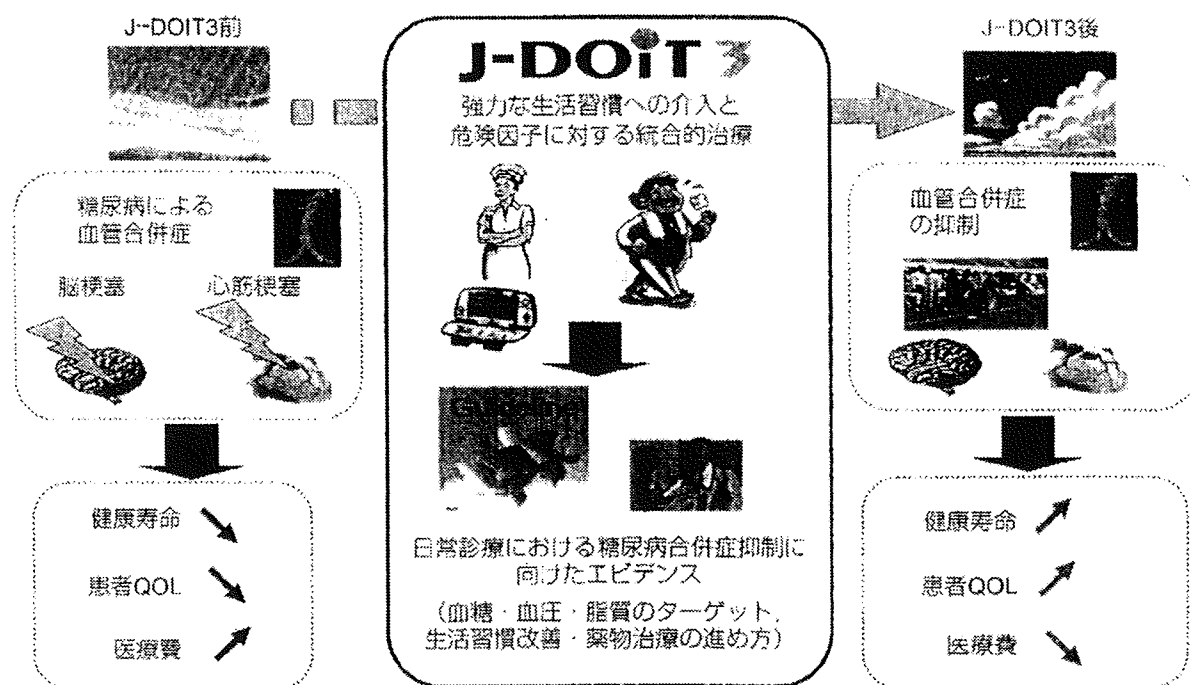 J-DOIT3前
糖尿病による
血管合併症
脳梗塞
心筋梗塞
健康寿命
患者QOL
医療費
J-DOiT 3
強力な生活習慣への介入と
危険因子に対する統合的治療
Guideline
日常診療における糖尿病合併症抑制に
向けたエビデンス
(血糖・血圧・脂質のターゲット,
生活習慣改善・薬物治療の進め方)
J-DOIT3後
血管合併症
の抑制
健康寿命
患者QOL
医療費